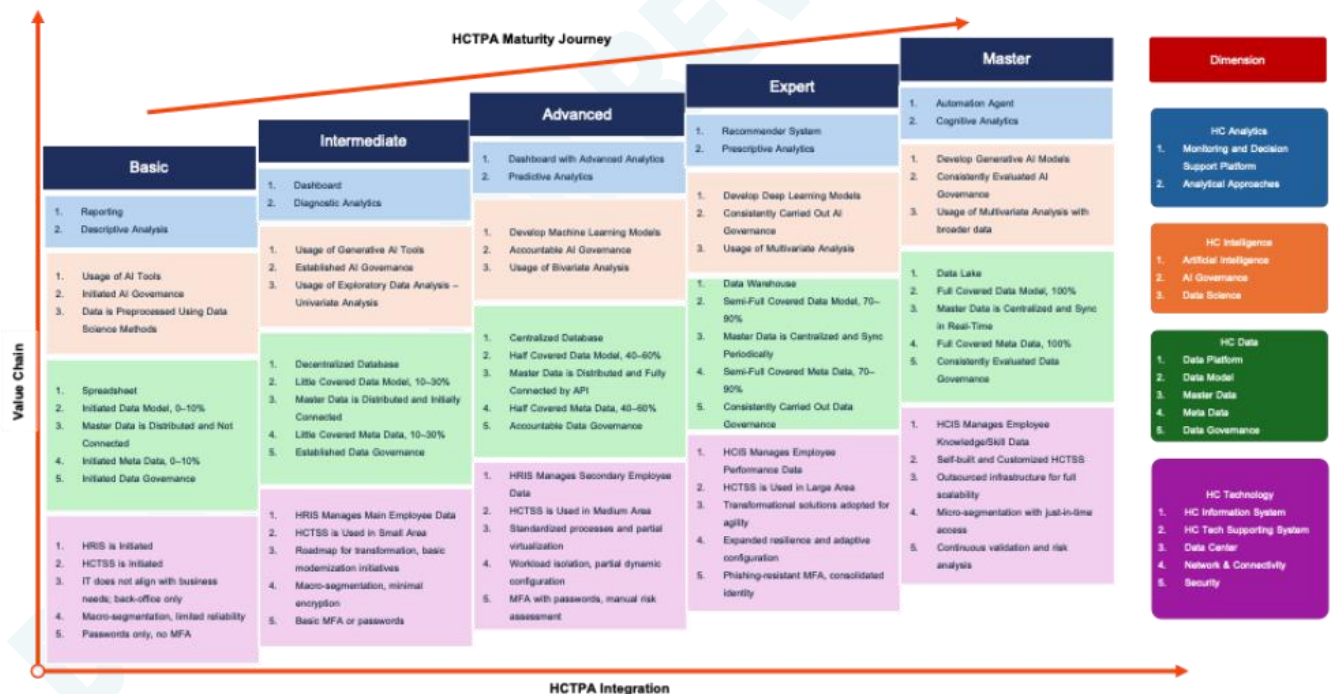 HCTPA Maturity Journey
Value Chain
HCTPA Integration
Basic
1. Reporting
2. Descriptive Analysis
1. Usage of AI Tools
2. Initiated AI Governance
3. Data is Preprocessed Using Data
Science Methods
1. Spreadsheet
2. Initiated Data Model, 0–10%
3. Master Data is Distributed and Not
Connected
4. Initiated Meta Data, 0–10%
5. Initiated Data Governance
1. HRIS is Initiated
2. HCTSS is Initiated
3. IT does not align with business
needs; back-office only
4. Macro-segmentation, limited reliability
5. Passwords only, no MFA
Intermediate
1. Dashboard
2. Diagnostic Analytics
1. Usage of Generative AI Tools
2. Established AI Governance
3. Usage of Exploratory Data Analysis –
Univariate Analysis
1. Decentralized Database
2. Little Covered Data Model, 10–30%
3. Master Data is Distributed and Initially
Connected
4. Little Covered Meta Data, 10–30%
5. Established Data Governance
1. HRIS Manages Main Employee Data
2. HCTSS is Used in Small Area
3. Roadmap for transformation, basic
modernization initiatives
4. Macro-segmentation, minimal
encryption
5. Basic MFA or passwords
Advanced
1. Dashboard with Advanced Analytics
2. Predictive Analytics
1. Develop Machine Learning Models
2. Accountable AI Governance
3. Usage of Bivariate Analysis
1. Centralized Database
2. Half Covered Data Model, 40–60%
3. Master Data is Distributed and Fully
Connected by API
4. Half Covered Meta Data, 40–60%
5. Accountable Data Governance
1. HRIS Manages Secondary Employee
Data
2. HCTSS is Used in Medium Area
3. Standardized processes and partial
virtualization
4. Workload isolation, partial dynamic
configuration
5. MFA with passwords, manual risk
assessment
Expert
1. Recommender System
2. Prescriptive Analytics
1. Develop Deep Learning Models
2. Consistently Carried Out AI
Governance
3. Usage of Multivariate Analysis
1. Data Warehouse
2. Semi-Full Covered Data Model, 70–
90%
3. Master Data is Centralized and Sync
Periodically
4. Semi-Full Covered Meta Data, 70–
90%
5. Consistently Carried Out Data
Governance
1. HCIS Manages Employee
Performance Data
2. HCTSS is Used in Large Area
3. Transformational solutions adopted for
agility
4. Expanded resilience and adaptive
configuration
5. Phishing-resistant MFA, consolidated
identity
Master
1. Automation Agent
2. Cognitive Analytics
1. Develop Generative AI Models
2. Consistently Evaluated AI
Governance
3. Usage of Multivariate Analysis with
broader data
1. Data Lake
2. Full Covered Data Model, 100%
3. Master Data is Centralized and Sync
in Real-Time
4. Full Covered Meta Data, 100%
5. Consistently Evaluated Data
Governance
1. HCIS Manages Employee
Knowledge/Skill Data
2. Self-built and Customized HCTSS
3. Outsourced infrastructure for full
scalability
4. Micro-segmentation with just-in-time
access
5. Continuous validation and risk
analysis
Dimension
HC Analytics
1. Monitoring and Decision
Support Platform
2. Analytical Approaches
HC Intelligence
1. Artificial Intelligence
2. AI Governance
3. Data Science
HC Data
1. Data Platform
2. Data Model
3. Master Data
4. Meta Data
5. Data Governance
HC Technology
1. HC Information System
2. HC Tech Supporting System
3. Data Center
4. Network & Connectivity
5. Security